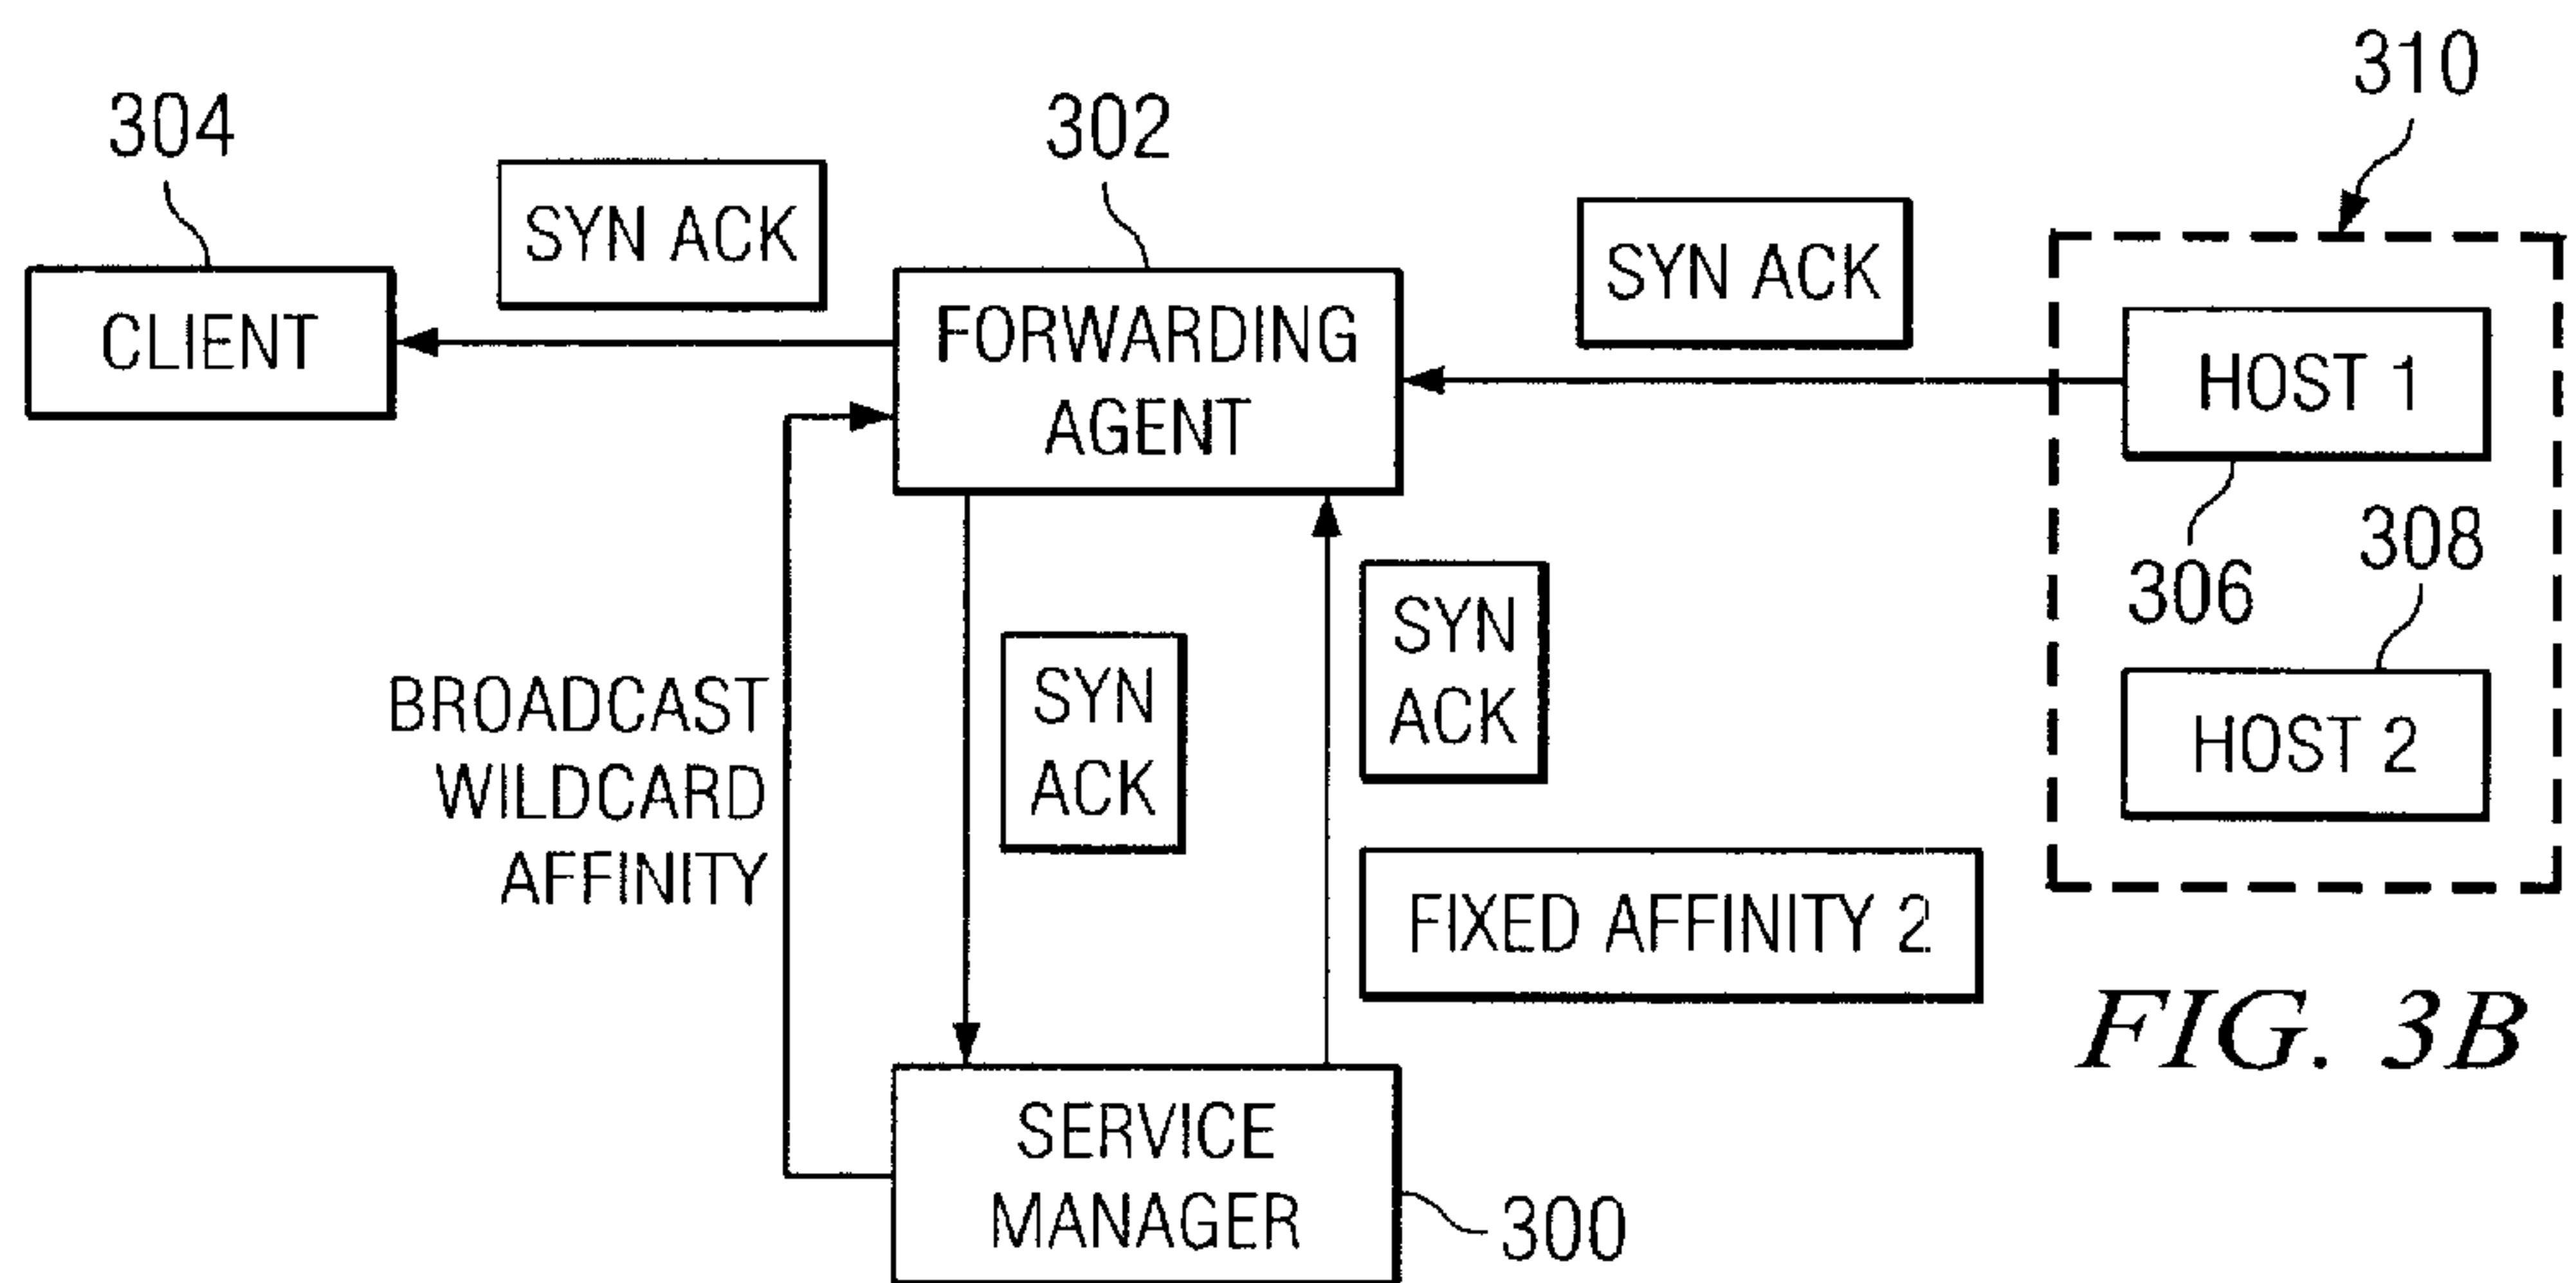 310
304
302
SYN ACK
SYN ACK
CLIENT
FORWARDING
AGENT
HOST 1
306
308
SYN
ACK
SYN
ACK
BROADCAST
WILDCARD
AFFINITY
HOST 2
FIXED AFFINITY 2
FIG. 3B
SERVICE
MANAGER
300